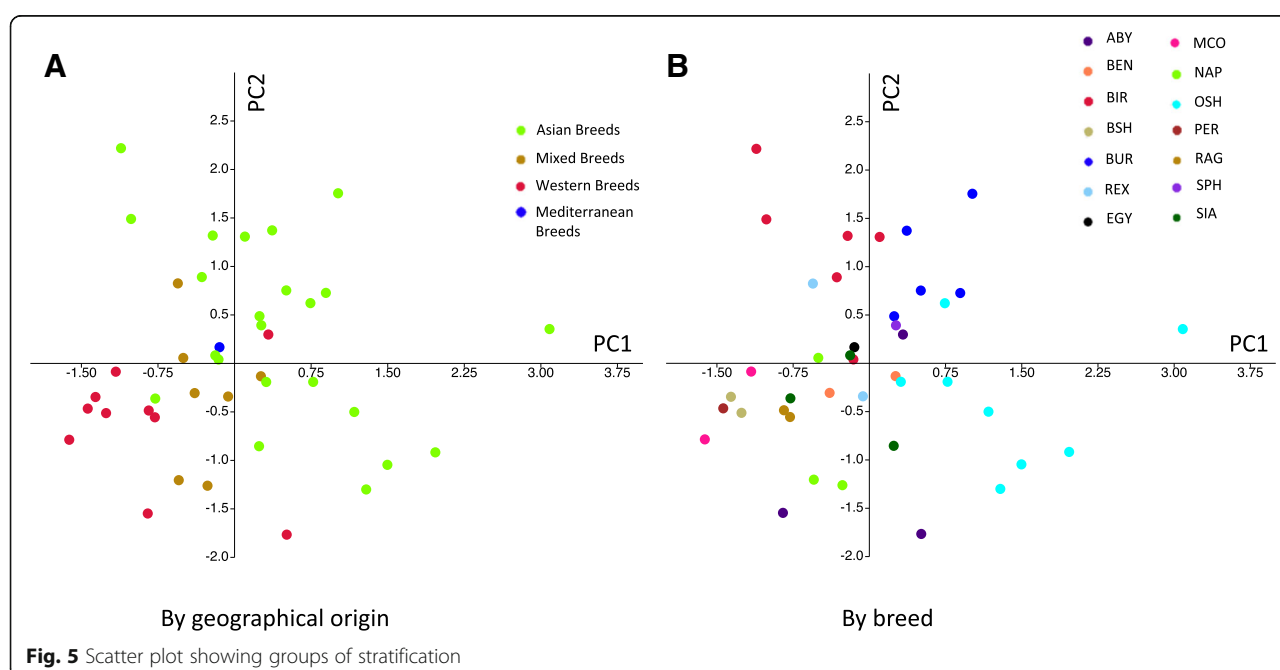 A
PC2
2.5
2.0
1.5
1.0
0.5
-0.5
-1.0
-1.5
-2.0
-1.50 -0.75 0.75 1.50 2.25 3.00 3.75
PC1
Asian Breeds
Mixed Breeds
Western Breeds
Mediterranean
Breeds
By geographical origin
B
PC2
2.5
2.0
1.5
1.0
0.5
-0.5
-1.0
-1.5
-2.0
-1.50 -0.75 0.75 1.50 2.25 3.00 3.75
PC1
ABY
BEN
BIR
BSH
BUR
REX
EGY
MCO
NAP
OSH
PER
RAG
SPH
SIA
By breed
Fig. 5 Scatter plot showing groups of stratification